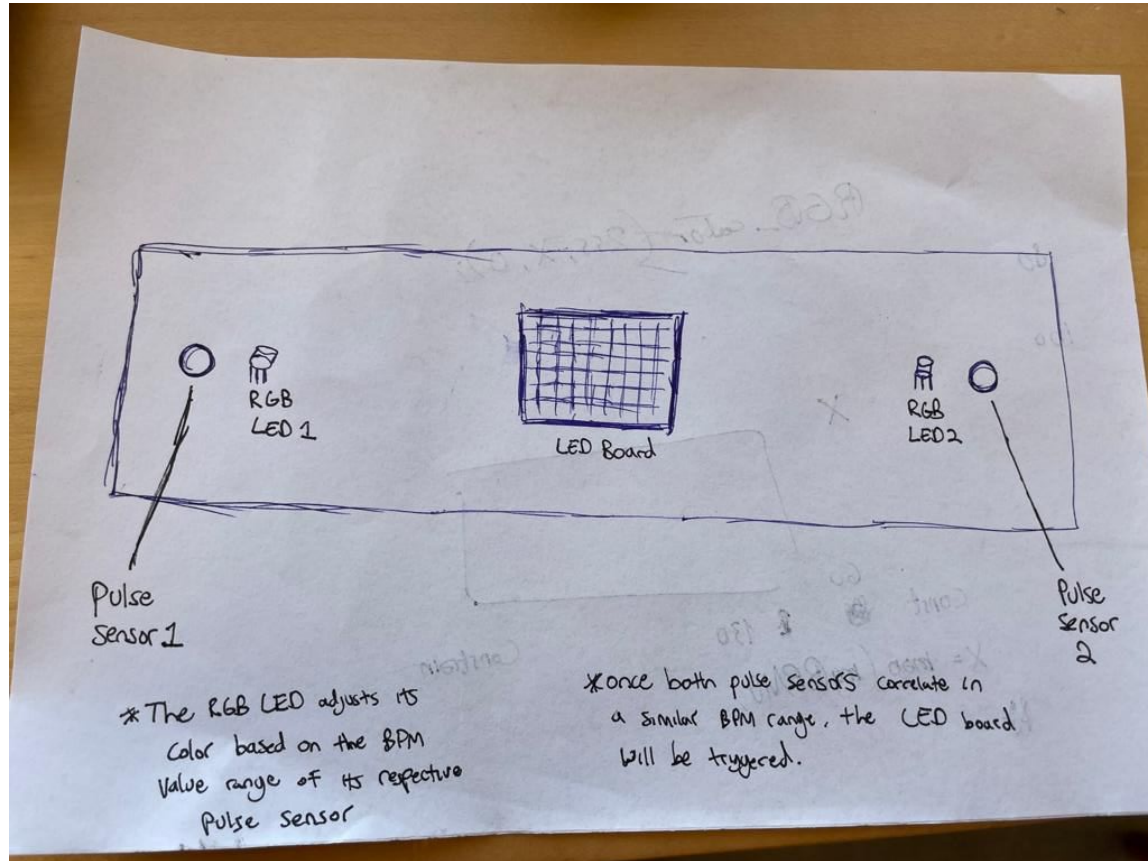 RGB
LED 1
LED Board
RGB
LED2
Pulse
Sensor 1
Pulse
Sensor
2
* The RGB LED adjusts its
color based on the BPM
Value range of its respective
Pulse Sensor
* once both pulse sensors correlate in
a similar BPM range, the LED board
will be tryggered.